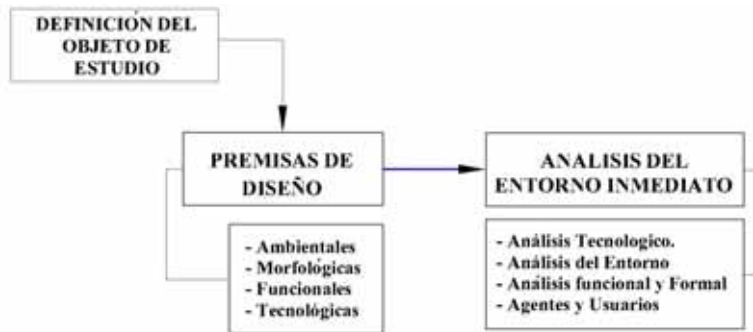 DEFINICIÓN DEL
OBJETO DE
ESTUDIO
PREMISAS DE
DISEÑO
ANALISIS DEL
ENTORNO INMEDIATO
- Ambientales
- Morfológicas
- Funcionales
- Tecnológicas
- Análisis Tecnologico.
- Análisis del Entorno
- Análisis funcional y Formal
- Agentes y Usuarios